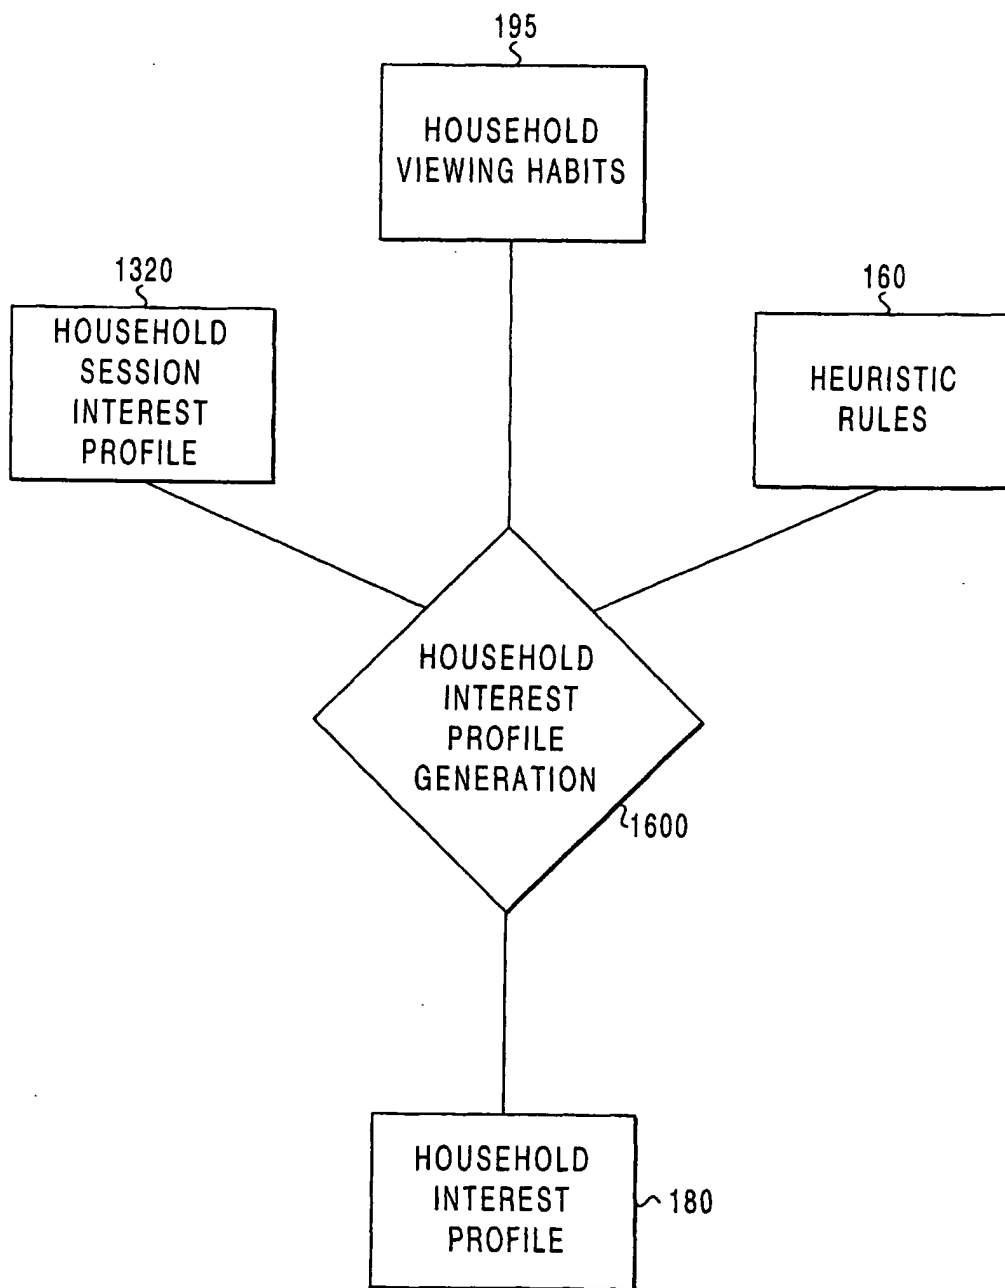 195
HOUSEHOLD
VIEWING HABITS
1320
HOUSEHOLD
SESSION
INTEREST
PROFILE
160
HEURISTIC
RULES
HOUSEHOLD
INTEREST
PROFILE
GENERATION
1600
HOUSEHOLD
INTEREST
PROFILE
180